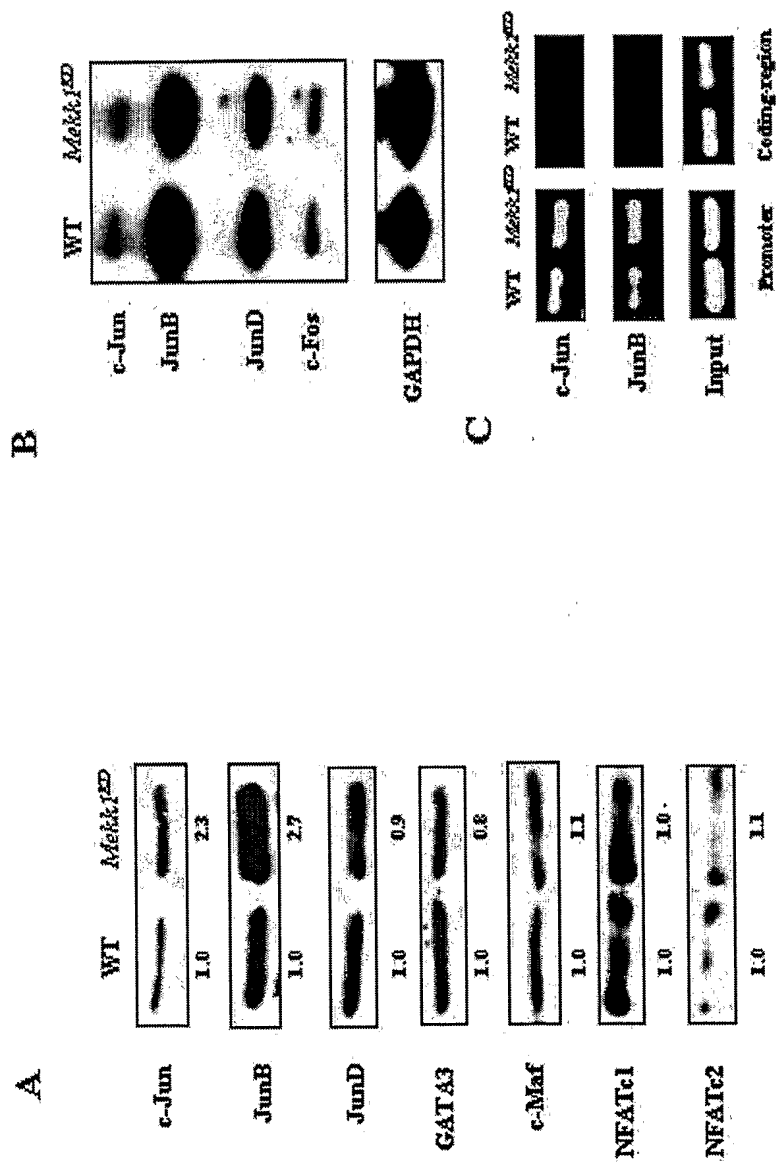 A
WT Mekk1ᴷᴰ
c-Jun
1.0 2.3
JunB
1.0 2.7
JunD
1.0 0.9
GATA3
1.0 0.8
c-Maf
1.0 1.1
NFATc1
1.0 1.0
NFATc2
1.0 1.1
B
WT Mekk1ᴷᴰ
c-Jun
JunB
JunD
c-Fos
GAPDH
C
WT Mekk1ᴷᴰ WT Mekk1ᴷᴰ
c-Jun
JunB
Input
Promoter Coding-region